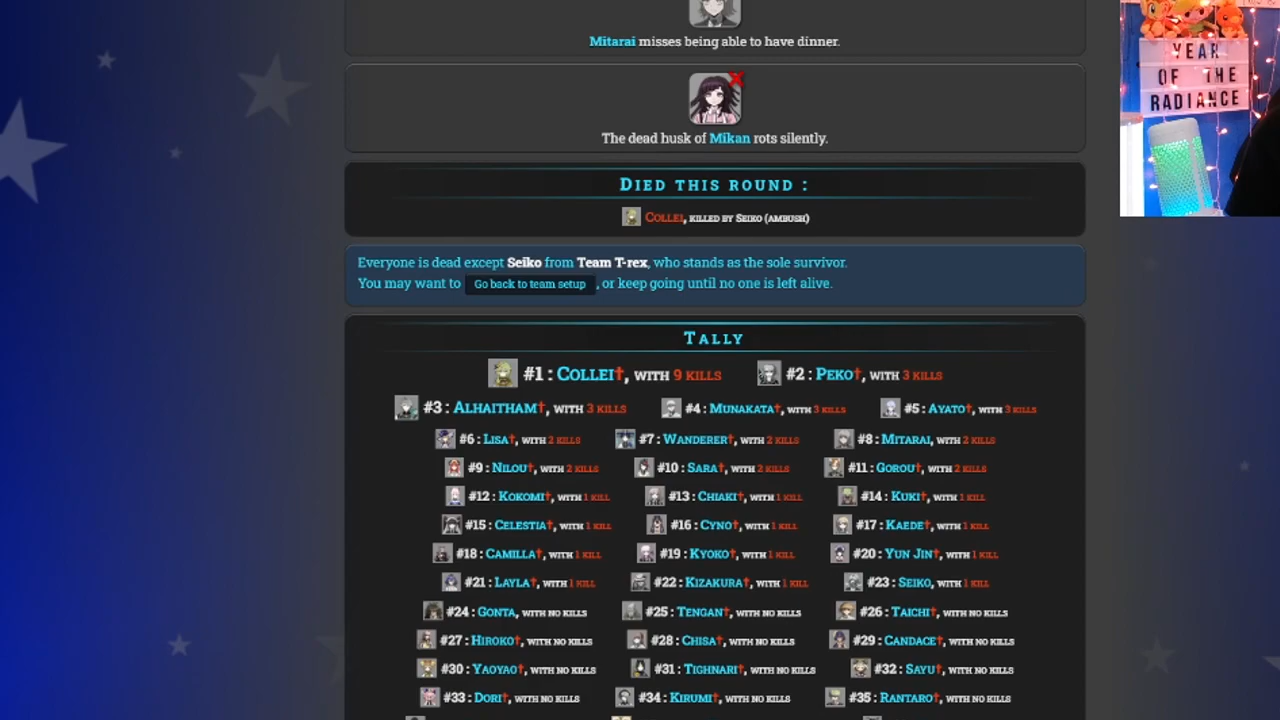 Mitarai misses being able to have dinner.
The dead husk of Mikan rots silently.
Died this round :
Collei, killed by Seiko (ambush)
Everyone is dead except Seiko from Team T-rex, who stands as the sole survivor.
You may want to Go back to team setup , or keep going until no one is left alive.
Tally
#1 : Collei†, with 9 kills #2 : Peko†, with 3 kills
#3 : Alhaitham†, with 3 kills #4 : Munakata†, with 3 kills #5 : Ayato†, with 3 kills
#6 : Lisa†, with 2 kills #7 : Wanderer†, with 2 kills #8 : Mitarai, with 2 kills
#9 : Nilou†, with 2 kills #10 : Sara†, with 2 kills #11 : Gorou†, with 2 kills
#12 : Kokomi†, with 1 kill #13 : Chiaki†, with 1 kill #14 : Kuki†, with 1 kill
#15 : Celestia†, with 1 kill #16 : Cyno†, with 1 kill #17 : Kaede†, with 1 kill
#18 : Camilla†, with 1 kill #19 : Kyoko†, with 1 kill #20 : Yun Jin†, with 1 kill
#21 : Layla†, with 1 kill #22 : Kizakura†, with 1 kill #23 : Seiko, with 1 kill
#24 : Gonta, with no kills #25 : Tengan†, with no kills #26 : Taichi†, with no kills
#27 : Hiroko†, with no kills #28 : Chisa†, with no kills #29 : Candace†, with no kills
#30 : Yaoyao†, with no kills #31 : Tighnari†, with no kills #32 : Sayu†, with no kills
#33 : Dori†, with no kills #34 : Kirumi†, with no kills #35 : Rantaro†, with no kills
YEAR
OF THE
RADIANCE